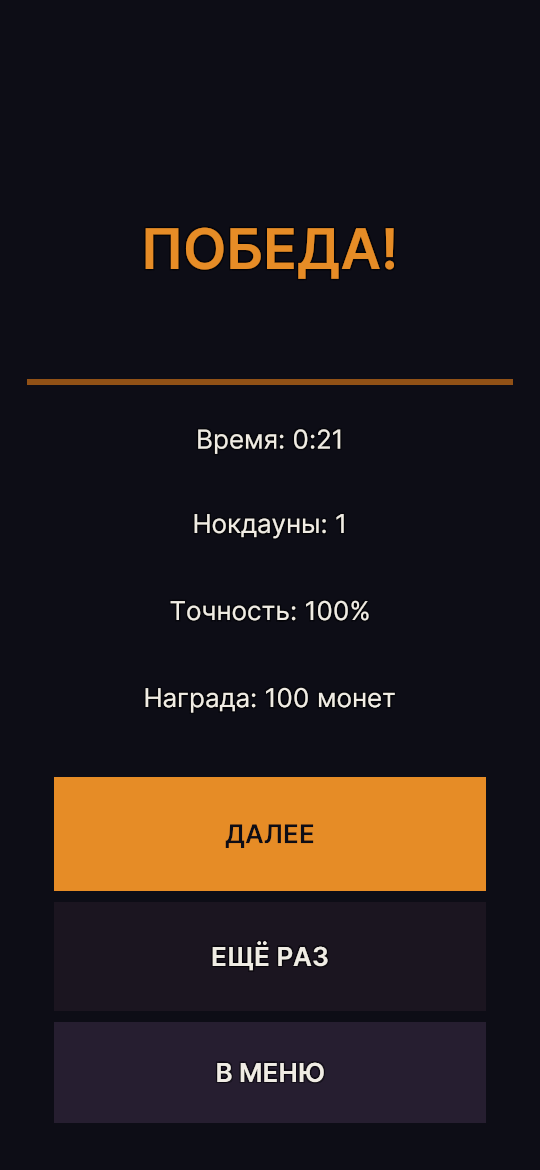 ПОБЕДА!
Время: 0:21
Нокдауны: 1
Точность: 100%
Награда: 100 монет
ДАЛЕЕ
ЕЩЁ РАЗ
В МЕНЮ